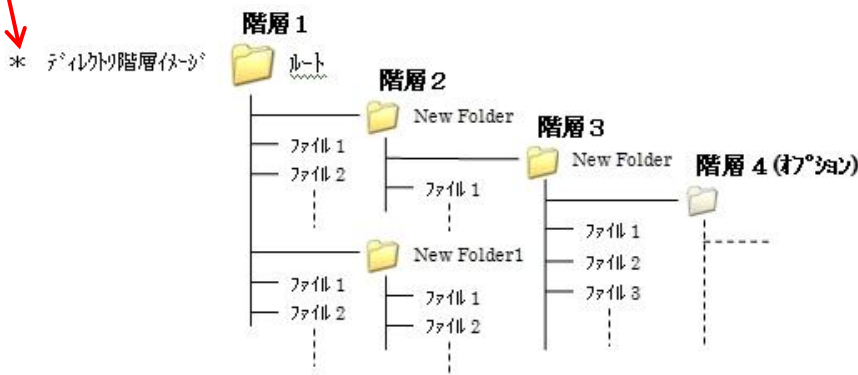 階層1
* ディレクトリ階層イメージ ルート
階層2
New Folder
階層3
ファイル1
New Folder
階層4(オプション)
ファイル2
ファイル1
ファイル1
New Folder1
ファイル2
ファイル1
ファイル1
ファイル3
ファイル2
ファイル2